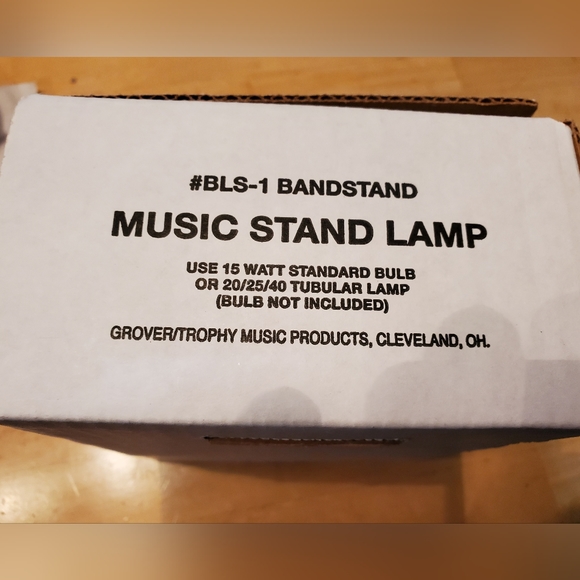 #BLS-1 BANDSTAND
MUSIC STAND LAMP
USE 15 WATT STANDARD BULB
OR 20/25/40 TUBULAR LAMP
(BULB NOT INCLUDED)
GROVER/TROPHY MUSIC PRODUCTS, CLEVELAND, OH.